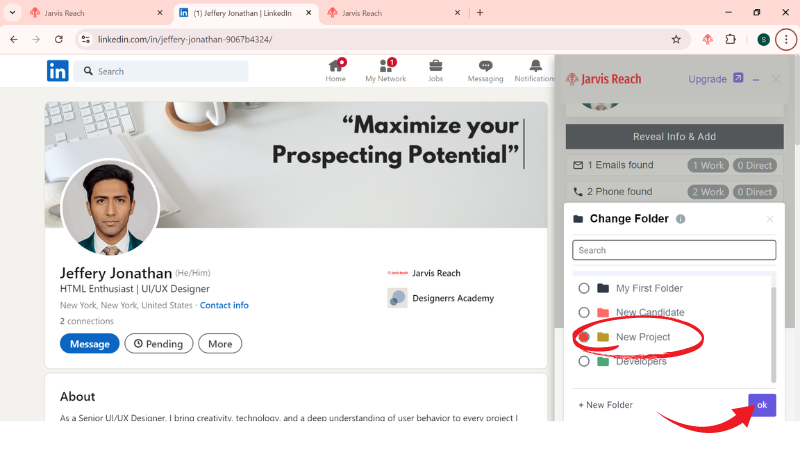 Jarvis Reach
(1) Jeffery Jonathan | LinkedIn
Jarvis Reach
linkedin.com/in/jeffery-jonathan-9067b4324/
S
in
Search
Home
1
My Network
Jobs
Messaging
Notifications
Jarvis Reach
Upgrade
“Maximize your
Prospecting Potential”
Reveal Info & Add
1 Emails found
1 Work
0 Direct
2 Phone found
2 Work
0 Direct
Change Folder
Search
My First Folder
New Candidate
New Project
Developers
+ New Folder
ok
Jeffery Jonathan (He/Him)
HTML Enthusiast | UI/UX Designer
New York, New York, United States · Contact info
2 connections
Jarvis Reach
Designerrs Academy
Message
Pending
More
About
As a Senior UI/UX Designer, I bring creativity, technology, and a deep understanding of user behavior to every project I